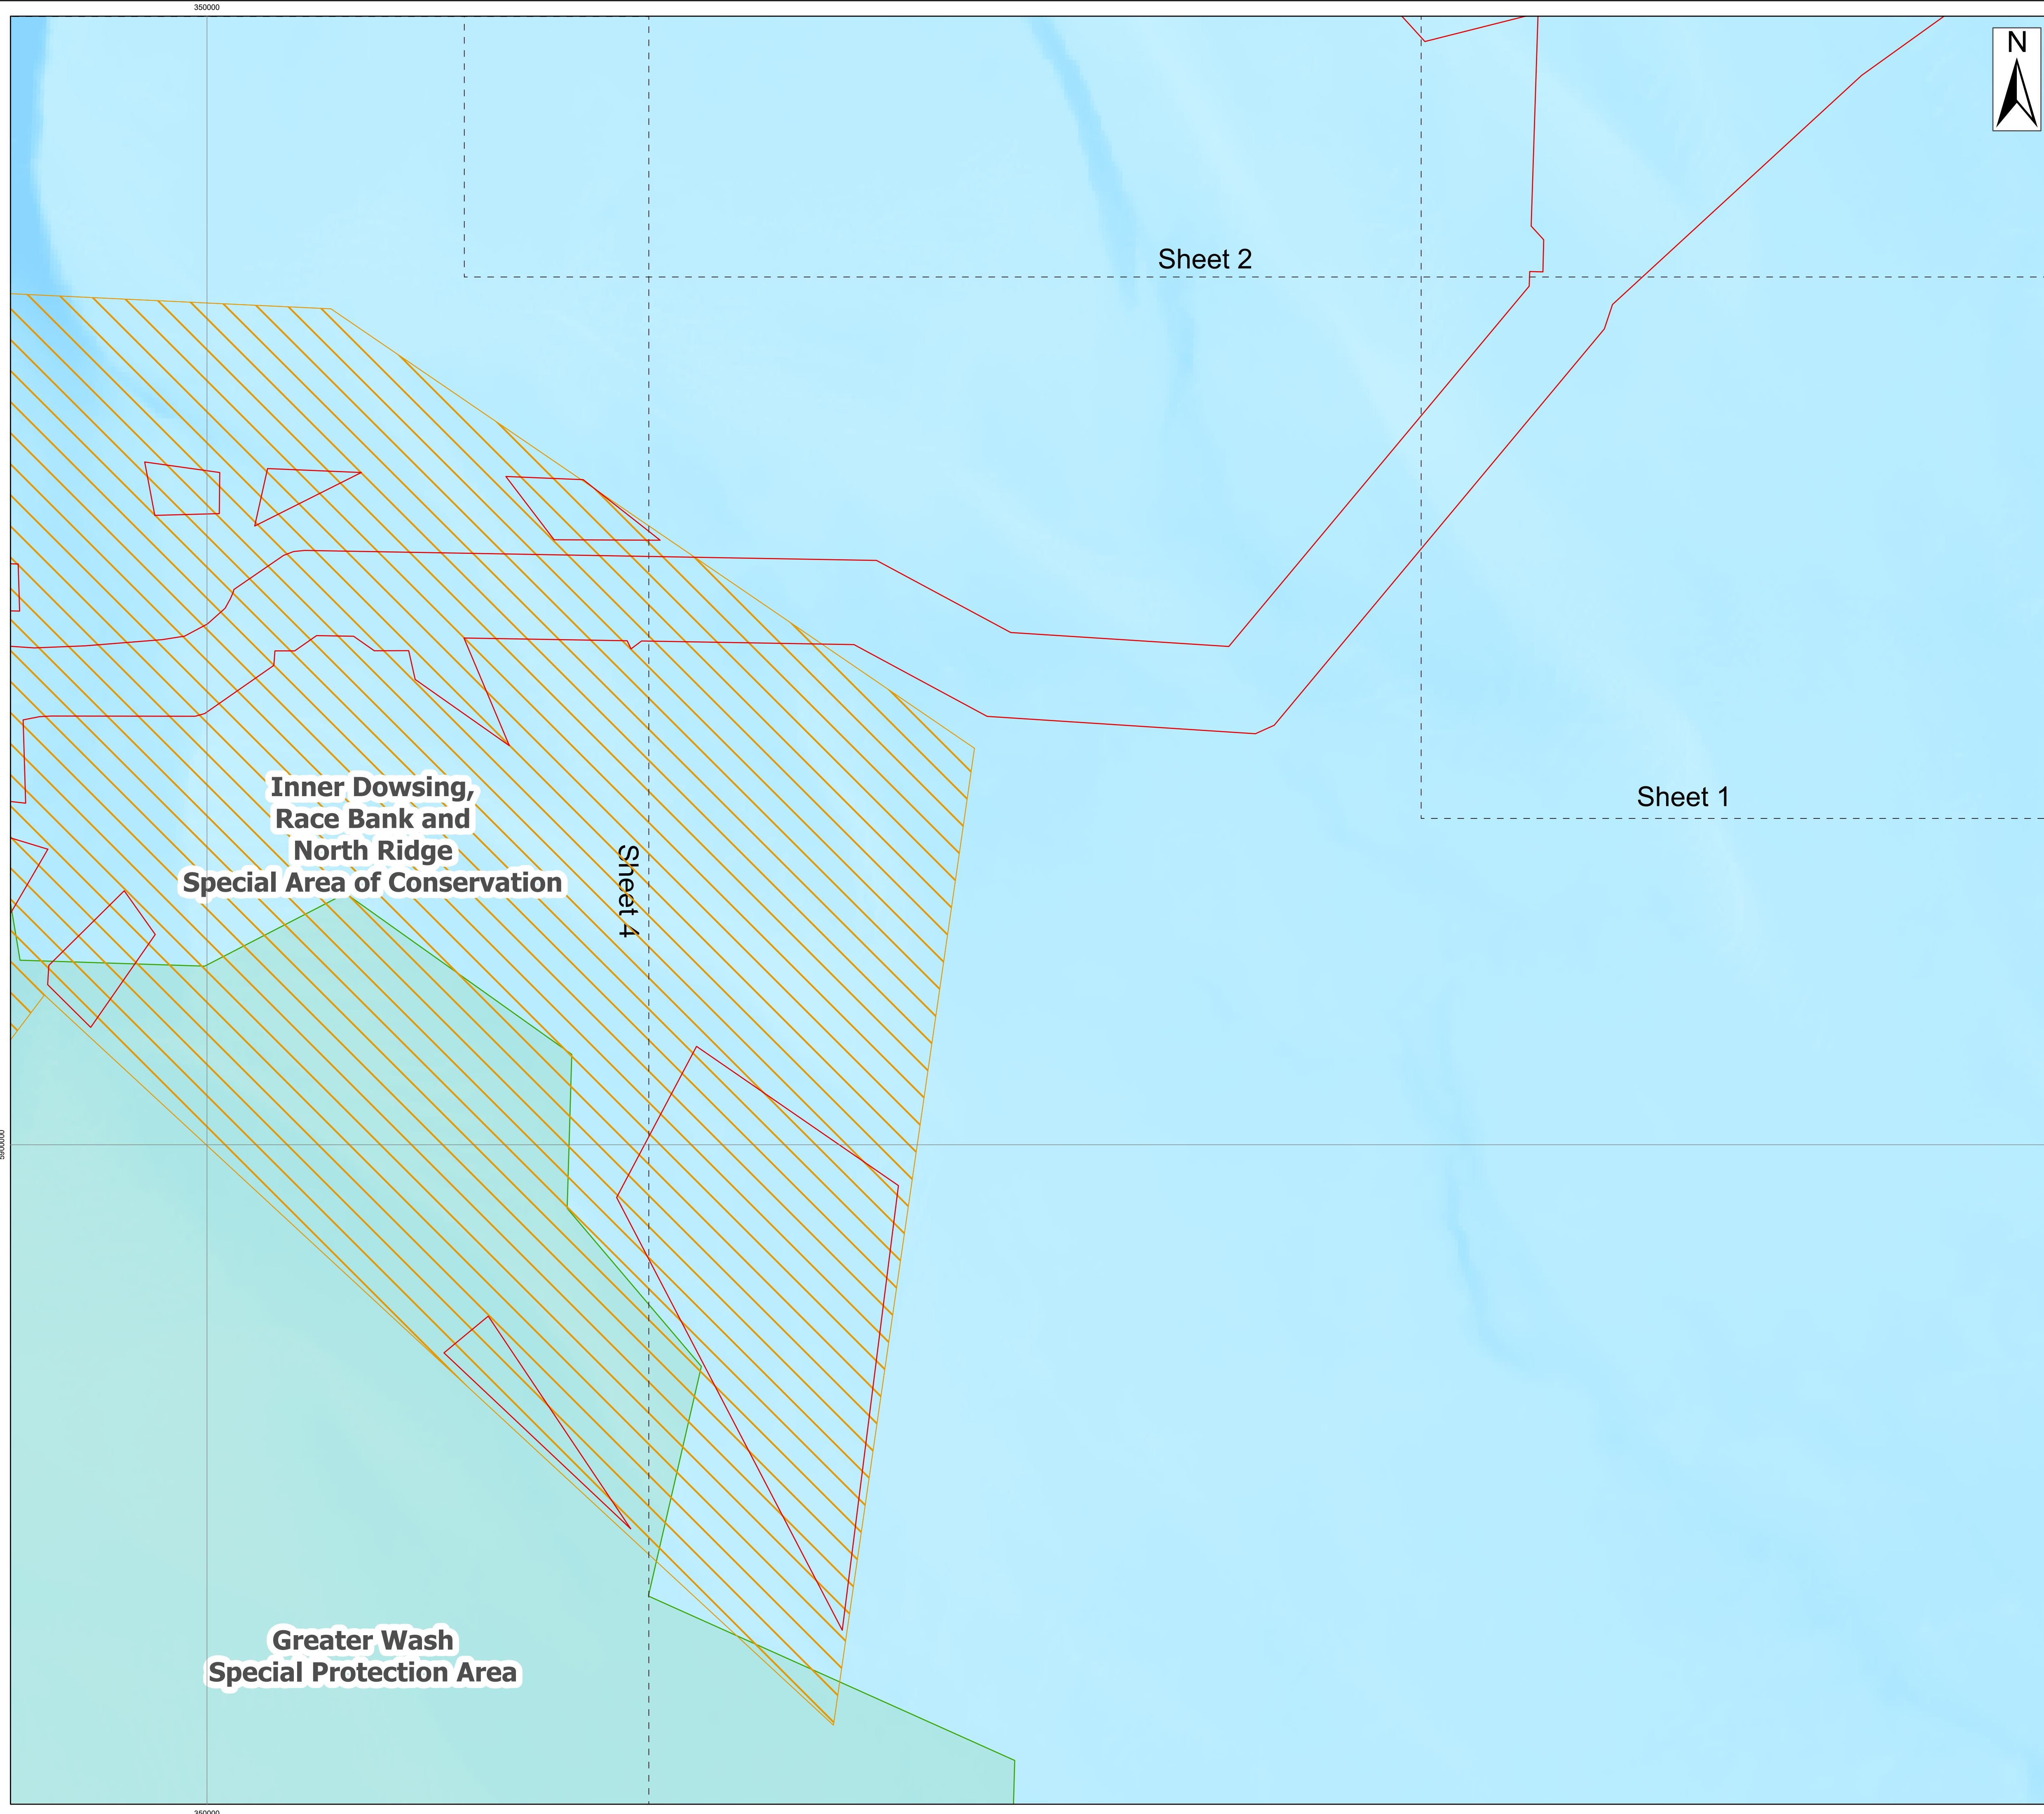 350000
N
Sheet 2
Sheet 1
Inner Dowsing,
Race Bank and
North Ridge
Special Area of Conservation
Sheet 4
5900000
Greater Wash
Special Protection Area
350000